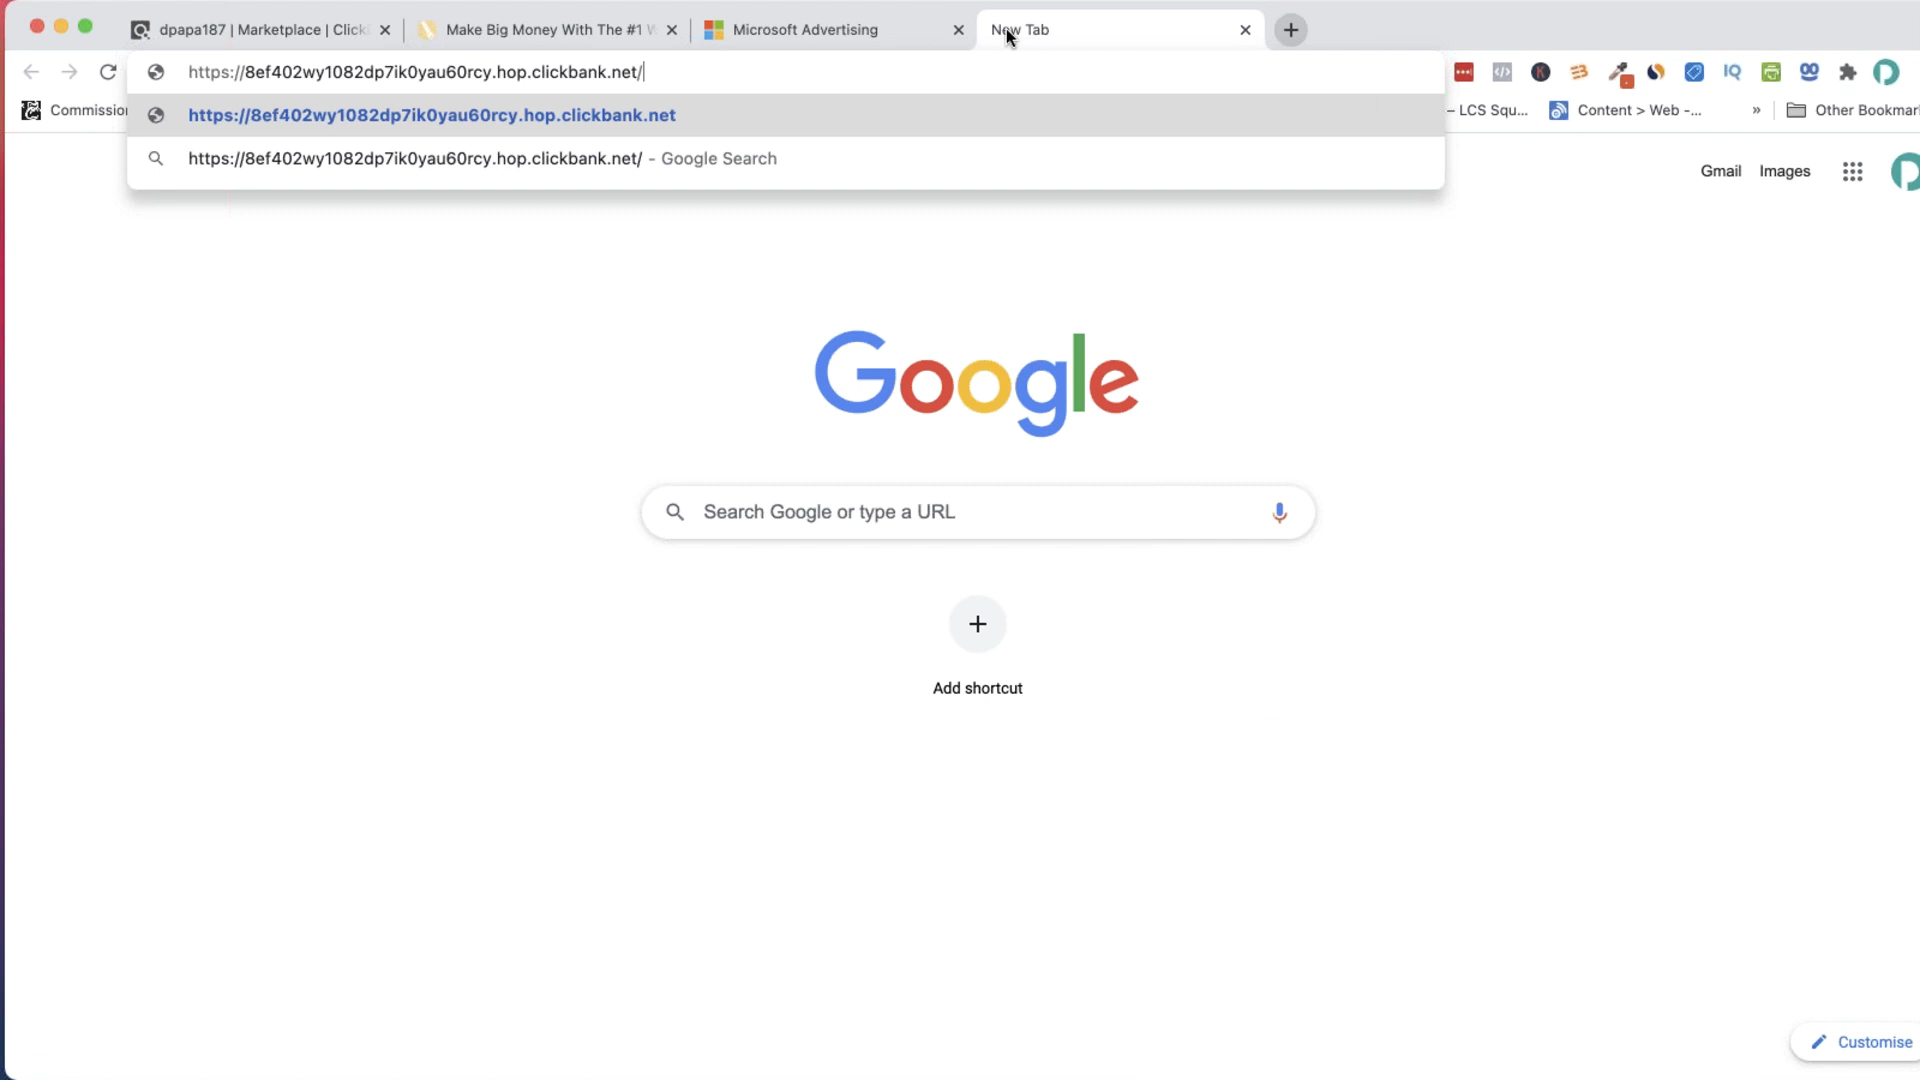 dpapa187 | Marketplace | Click
Make Big Money With The #1 W
Microsoft Advertising
New Tab
https://8ef402wy1082dp7ik0yau60rcy.hop.clickbank.net/
Commission
https://8ef402wy1082dp7ik0yau60rcy.hop.clickbank.net
– LCS Squ...
Content > Web -...
»
Other Bookmar
https://8ef402wy1082dp7ik0yau60rcy.hop.clickbank.net/ - Google Search
Gmail
Images
Google
Search Google or type a URL
Add shortcut
Customise